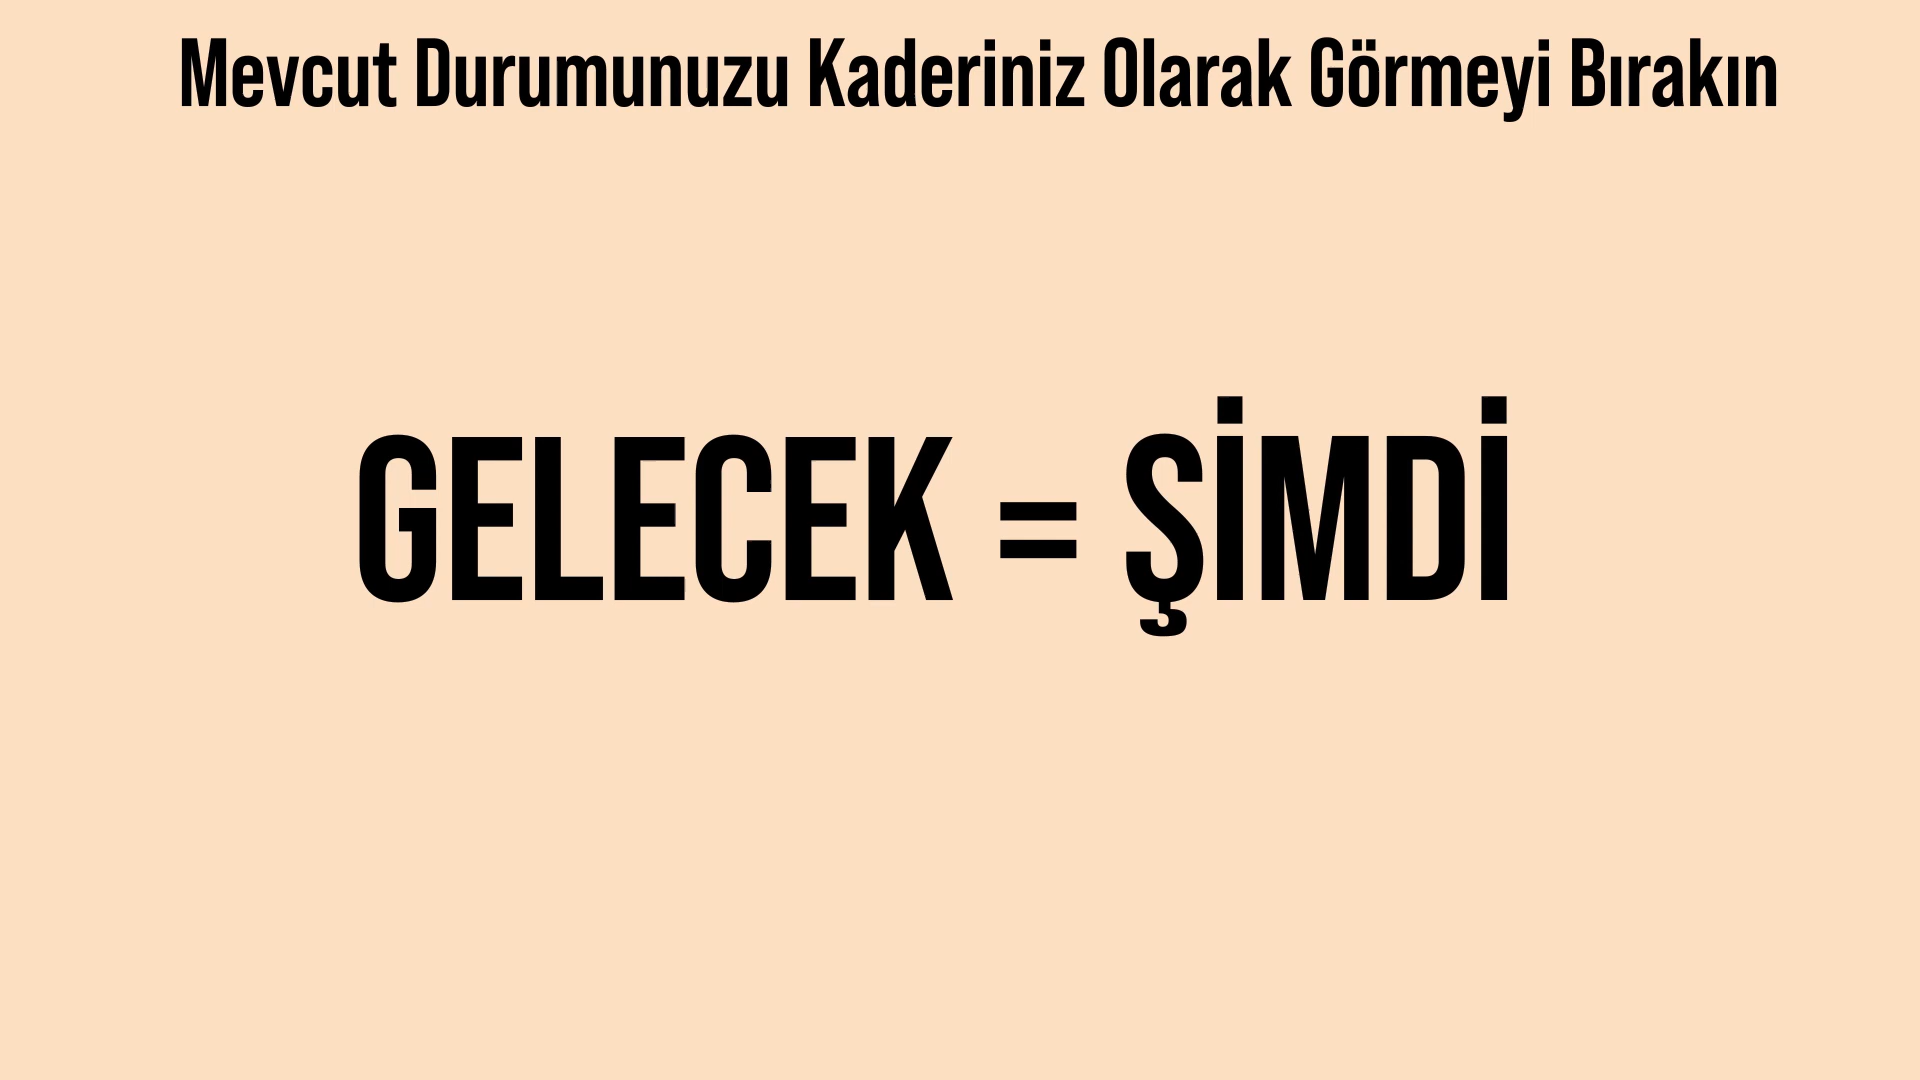 Mevcut Durumunuzu Kaderiniz Olarak Görmeyi Bırakın
GELECEK = ŞİMDİ